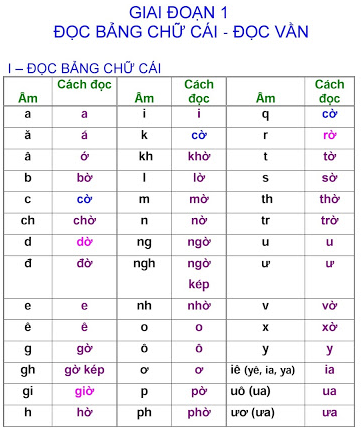 GIAI ĐOẠN 1
ĐỌC BẢNG CHỮ CÁI - ĐỌC VẦN
I – ĐỌC BẢNG CHỮ CÁI
Âm Cách đọc Âm Cách đọc Âm Cách đọc
a a i i q cờ
ă á k cờ r rờ
â ớ kh khờ t tờ
b bờ l lờ s sờ
c cờ m mờ th thờ
ch chờ n nờ tr trờ
d dờ ng ngờ u u
đ đờ ngh ngờ kép ư ư
e e nh nhờ v vờ
ê ê o o x xờ
g gờ ô ô y y
gh gờ kép ơ ơ iê (yê, ia, ya) ia
gi giờ p pờ uô (ua) ua
h hờ ph phờ ươ (ưa) ưa